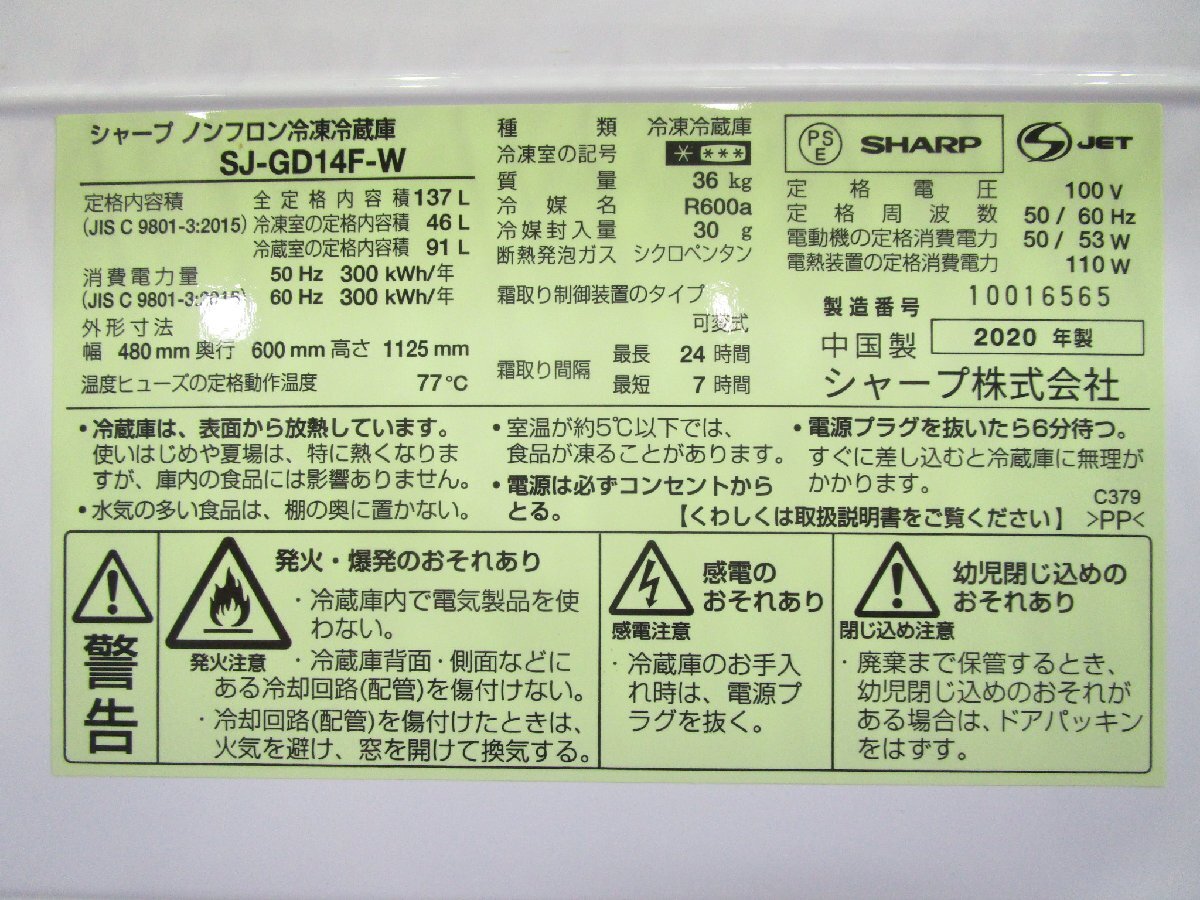 シャープ ノンフロン冷凍冷蔵庫
SJ-GD14F-W
定格内容積 全定格内容積 137 L
(JIS C 9801-3:2015) 冷凍室の定格内容積 46 L
冷蔵室の定格内容積 91 L
消費電力量 50 Hz 300 kWh/年
(JIS C 9801-3:2015) 60 Hz 300 kWh/年
外形寸法
幅 480 mm 奥行 600 mm 高さ 1125 mm
温度ヒューズの定格動作温度 77℃
種類 冷凍冷蔵庫
冷凍室の記号 * ***
質量 36 kg
冷媒名 R600a
冷媒封入量 30 g
断熱発泡ガス シクロペンタン
霜取り制御装置のタイプ
可変式
霜取り間隔 最長 24 時間
最短 7 時間
PS E SHARP S JET
定格電圧 100 V
定格周波数 50 / 60 Hz
電動機の定格消費電力 50 / 53 W
電熱装置の定格消費電力 110 W
製造番号 10016565
中国製 2020 年製
シャープ株式会社
・冷蔵庫は、表面から放熱しています。
使いはじめや夏場は、特に熱くなりま
すが、庫内の食品には影響ありません。
・水気の多い食品は、棚の奥に置かない。
・室温が約5℃以下では、
食品が凍ることがあります。
・電源は必ずコンセントから
とる。
・電源プラグを抜いたら6分待つ。
すぐに差し込むと冷蔵庫に無理が
かかります。
C379
【くわしくは取扱説明書をご覧ください】 >PP<
警告
発火注意
発火・爆発のおそれあり
・冷蔵庫内で電気製品を使
わない。
・冷蔵庫背面・側面などに
ある冷却回路(配管)を傷付けない。
・冷却回路(配管)を傷付けたときは、
火気を避け、窓を開けて換気する。
感電注意
感電の
おそれあり
・冷蔵庫のお手入
れ時は、電源プ
ラグを抜く。
閉じ込め注意
幼児閉じ込めの
おそれあり
・廃棄まで保管するとき、
幼児閉じ込めのおそれが
ある場合は、ドアパッキン
をはずす。